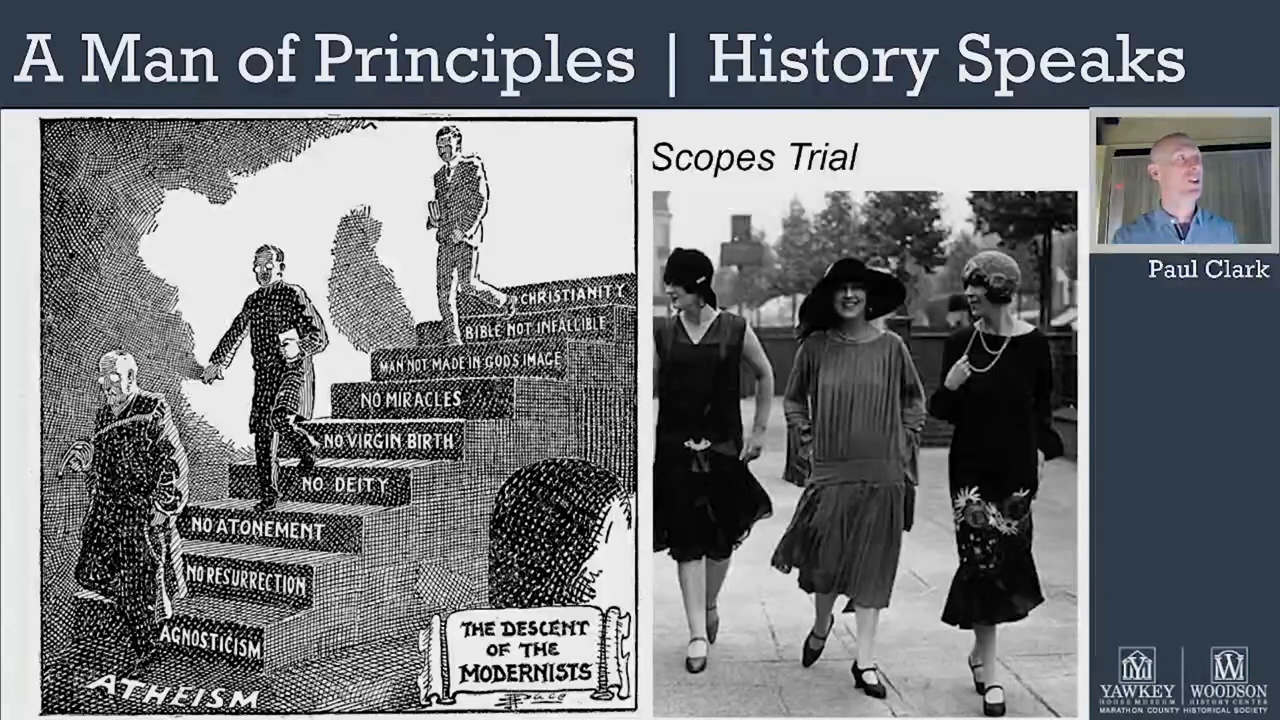 A Man of Principles | History Speaks
CHRISTIANITY
BIBLE NOT INFALLIBLE
MAN NOT MADE IN GODS IMAGE
NO MIRACLES
NO VIRGIN BIRTH
NO DEITY
NO ATONEMENT
NO RESURRECTION
AGNOSTICISM
ATHEISM
THE DESCENT
OF THE
MODERNISTS
Pace
Scopes Trial
Paul Clark
YAWKEY
HOUSE MUSEUM
WOODSON
HISTORY CENTER
MARATHON COUNTY HISTORICAL SOCIETY